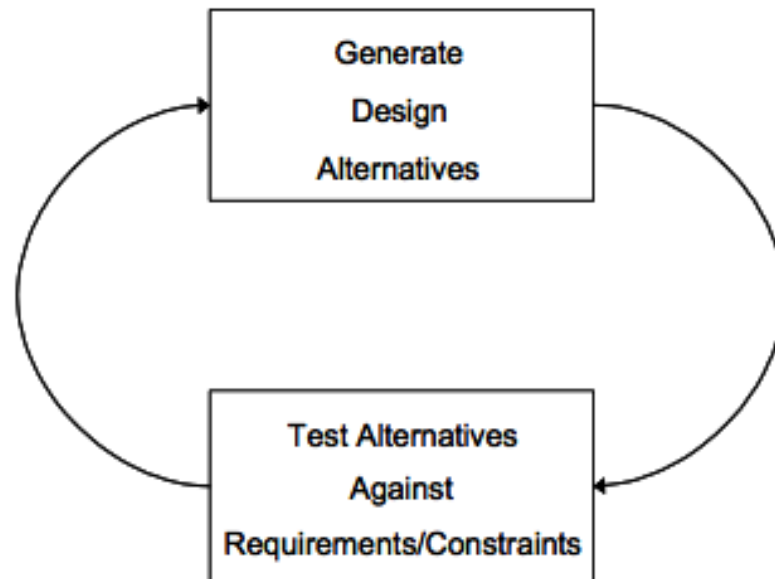 Generate
Design
Alternatives
Test Alternatives
Against
Requirements/Constraints